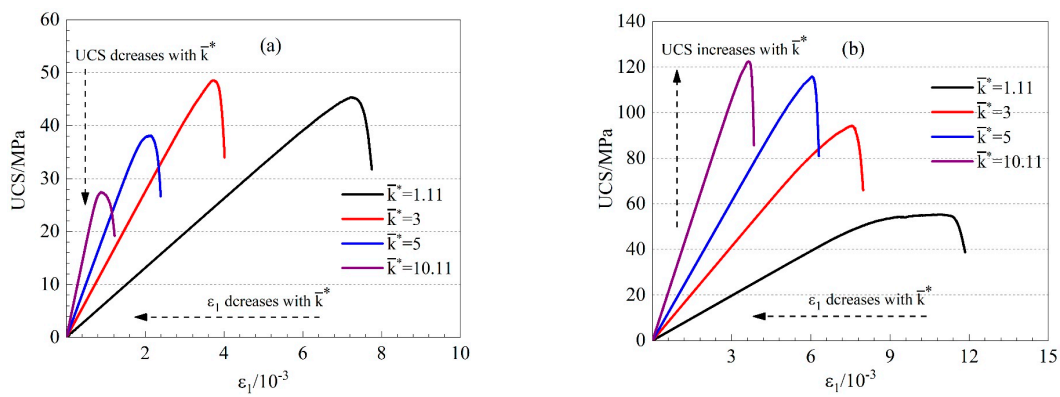 60
50
40
30
20
10
0
UCS/MPa
UCS dcreases with k̅*
(a)
k̅*=1.11
k̅*=3
k̅*=5
k̅*=10.11
ε₁ dcreases with k̅*
2 4 6 8 10
ε₁/10⁻³
140
120
100
80
60
40
20
0
UCS/MPa
UCS increases with k̅*
(b)
k̅*=1.11
k̅*=3
k̅*=5
k̅*=10.11
ε₁ dcreases with k̅*
3 6 9 12 15
ε₁/10⁻³